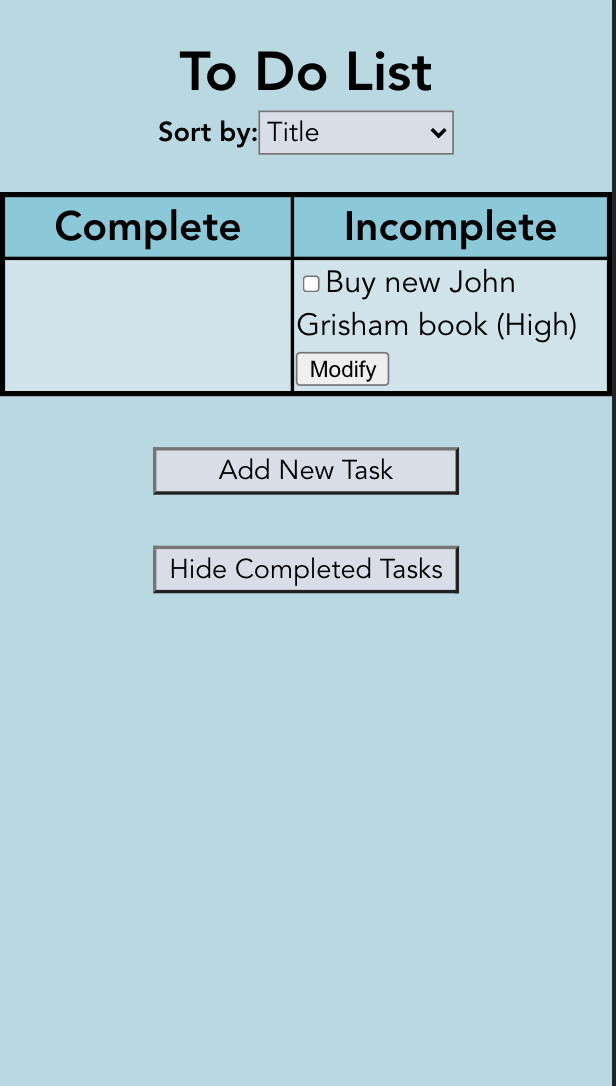 To Do List
Sort by: Title
Complete Incomplete
Buy new John
Grisham book (High)
Modify
Add New Task
Hide Completed Tasks